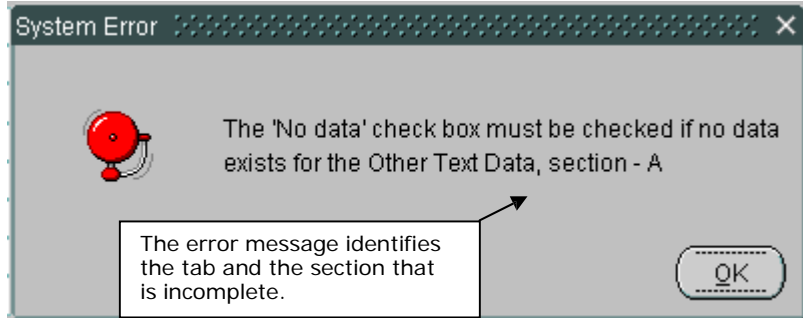 System Error
The 'No data' check box must be checked if no data
exists for the Other Text Data, section - A
The error message identifies
the tab and the section that
is incomplete.
OK